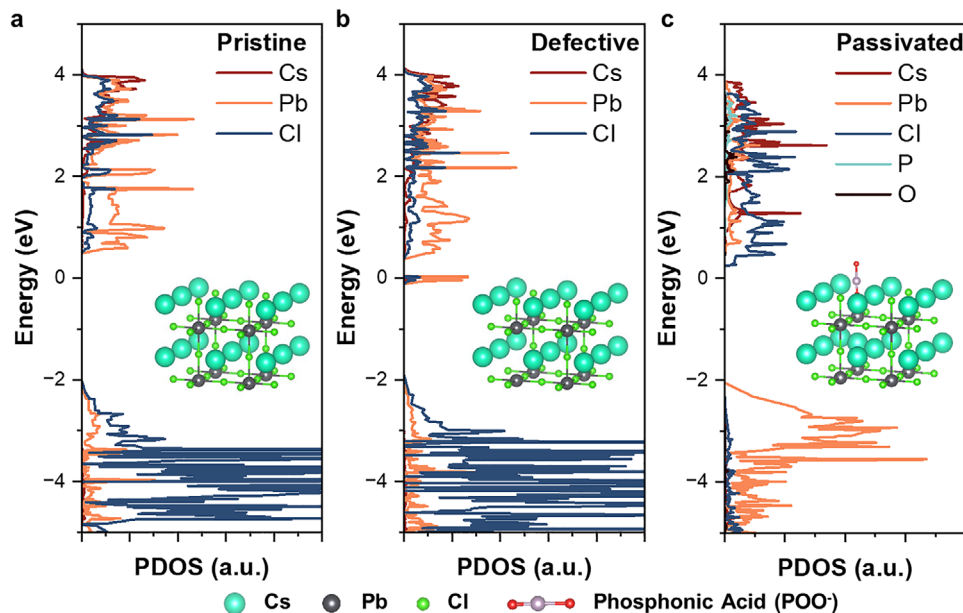 a
Pristine
Cs
Pb
Cl
Energy (eV)
4
2
0
−2
−4
PDOS (a.u.)
b
Defective
Cs
Pb
Cl
Energy (eV)
4
2
0
−2
−4
PDOS (a.u.)
c
Passivated
Cs
Pb
Cl
P
O
Energy (eV)
4
2
0
−2
−4
PDOS (a.u.)
Cs Pb Cl Phosphonic Acid (POO⁻)